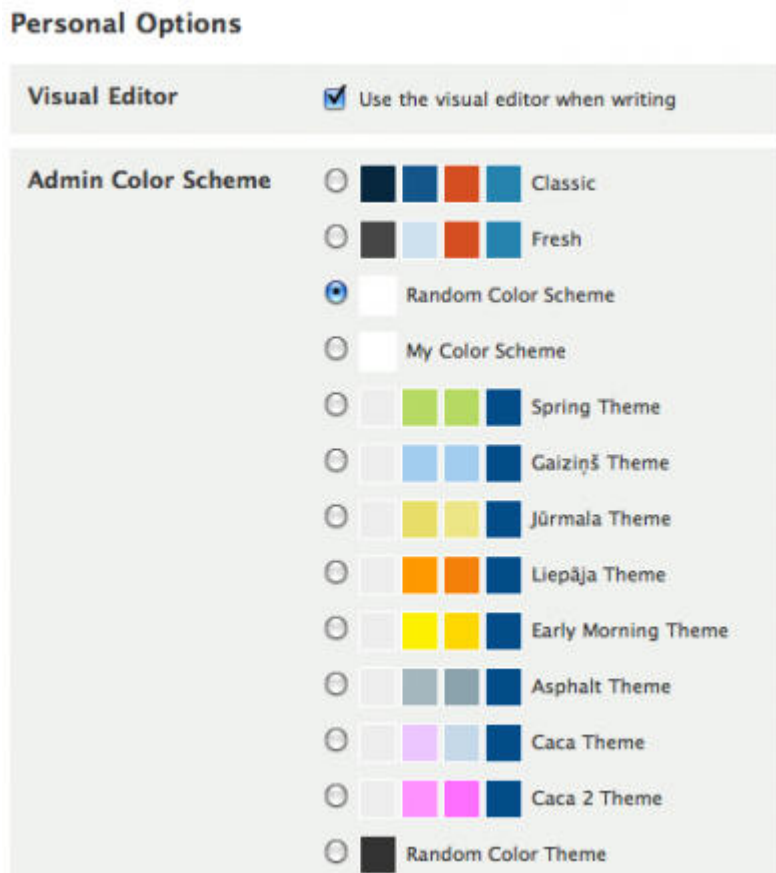 Personal Options
Visual Editor
Use the visual editor when writing
Admin Color Scheme
Classic
Fresh
Random Color Scheme
My Color Scheme
Spring Theme
Gaiziņš Theme
Jūrmala Theme
Liepāja Theme
Early Morning Theme
Asphalt Theme
Caca Theme
Caca 2 Theme
Random Color Theme